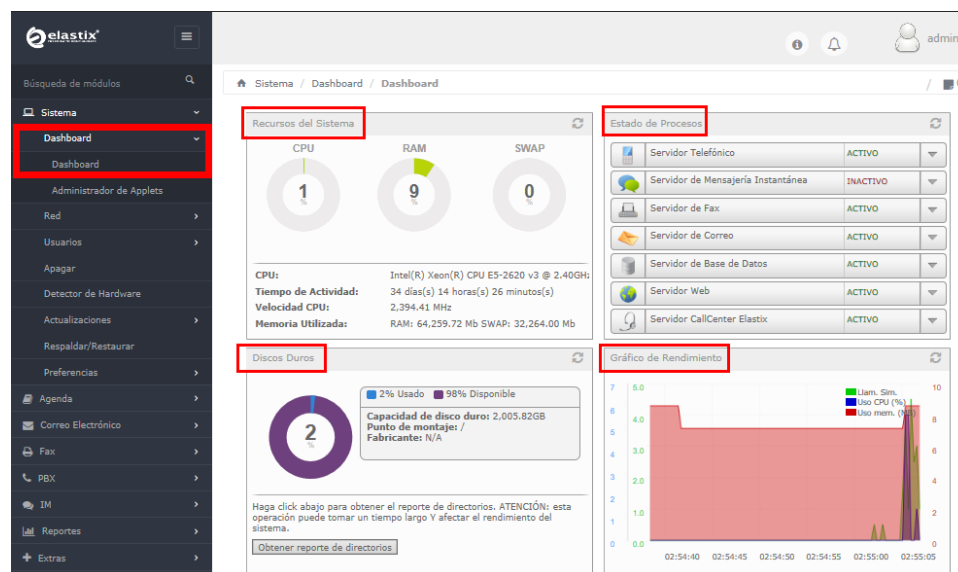 elastix
admin
Búsqueda de módulos
Sistema / Dashboard / Dashboard
/
Sistema
Dashboard
Dashboard
Administrador de Applets
Red
Usuarios
Apagar
Detector de Hardware
Actualizaciones
Respaldar/Restaurar
Preferencias
Agenda
Correo Electrónico
Fax
PBX
IM
Reportes
Extras
Recursos del Sistema
CPU RAM SWAP
1 9 0
% % %
CPU: Intel(R) Xeon(R) CPU E5-2620 v3 @ 2.40GHz
Tiempo de Actividad: 34 días(s) 14 horas(s) 26 minutos(s)
Velocidad CPU: 2,394.41 MHz
Memoria Utilizada: RAM: 64,259.72 Mb SWAP: 32,264.00 Mb
Estado de Procesos
Servidor Telefónico ACTIVO
Servidor de Mensajería Instantánea INACTIVO
Servidor de Fax ACTIVO
Servidor de Correo ACTIVO
Servidor de Base de Datos ACTIVO
Servidor Web ACTIVO
Servidor CallCenter Elastix ACTIVO
Discos Duros
2% Usado 98% Disponible
Capacidad de disco duro: 2,005.82GB
Punto de montaje: /
Fabricante: N/A
2
%
Haga click abajo para obtener el reporte de directorios. ATENCIÓN: esta
operación puede tomar un tiempo largo Y afectar el rendimiento del
sistema.
Obtener reporte de directorios
Gráfico de Rendimiento
Llam. Sim.
Uso CPU (%)
Uso mem.
7 6 5 4 3 2 1 0
5.0 4.0 3.0 2.0 1.0 0.0
10 8 6 4 2 0
02:54:40 02:54:45 02:54:50 02:54:55 02:55:00 02:55:05